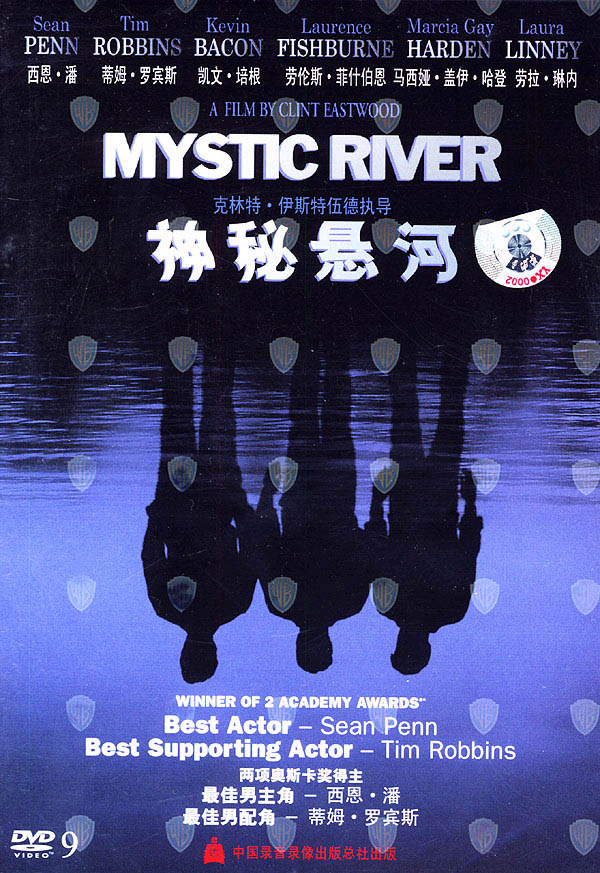 Sean Tim Kevin Laurence Marcia Gay Laura
PENN ROBBINS BACON FISHBURNE HARDEN LINNEY
西恩·潘 蒂姆·罗宾斯 凯文·培根 劳伦斯·菲什伯恩 马西娅·盖伊·哈登 劳拉·琳内
A FILM BY CLINT EASTWOOD
MYSTIC RIVER
克林特·伊斯特伍德执导
神秘悬河
XX●0002
WINNER OF 2 ACADEMY AWARDS
Best Actor – Sean Penn
Best Supporting Actor – Tim Robbins
两项奥斯卡奖得主
最佳男主角 – 西恩·潘
最佳男配角 – 蒂姆·罗宾斯
DVD VIDEO™ 9
中国录音录像出版总社出版